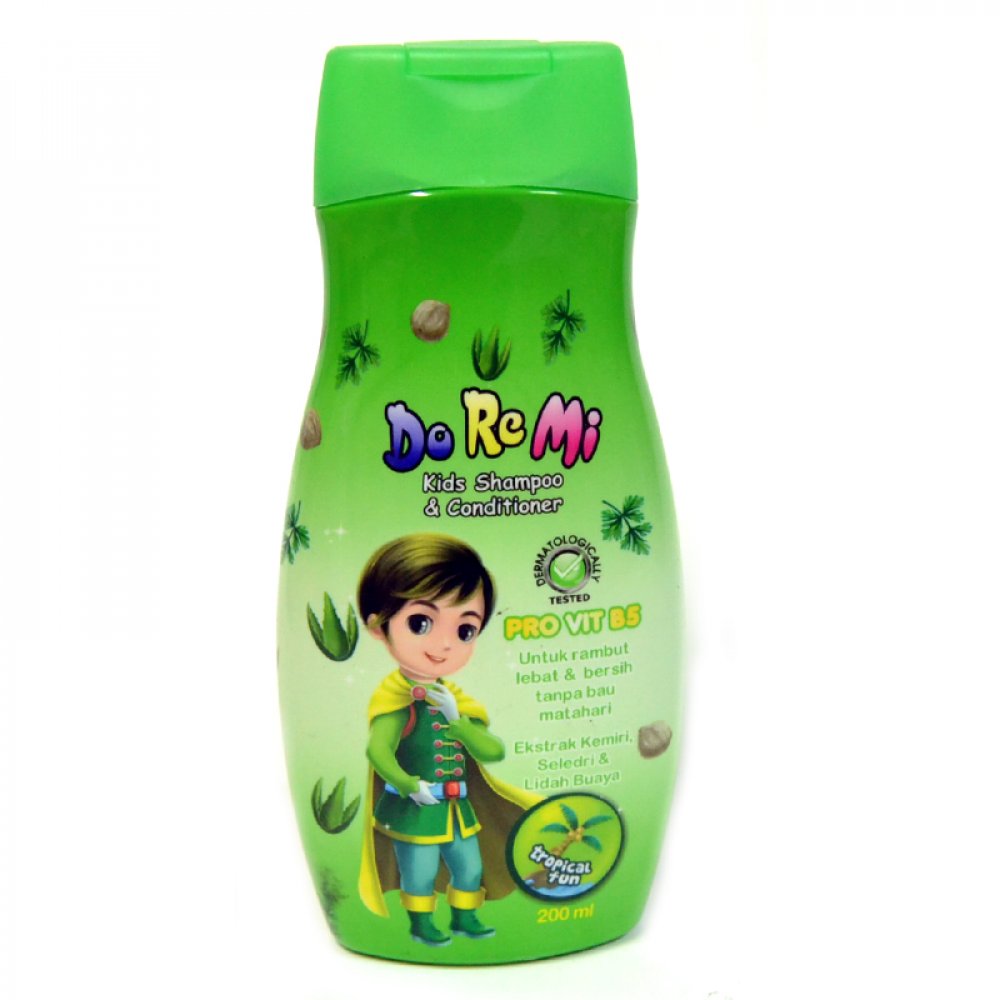 Do Re Mi
Kids Shampoo
& Conditioner
DERMATOLOGICALLY
TESTED
PRO VIT B5
Untuk rambut
lebat & bersih
tanpa bau
matahari
Ekstrak Kemiri,
Seledri &
Lidah Buaya
tropical
fun
200 ml